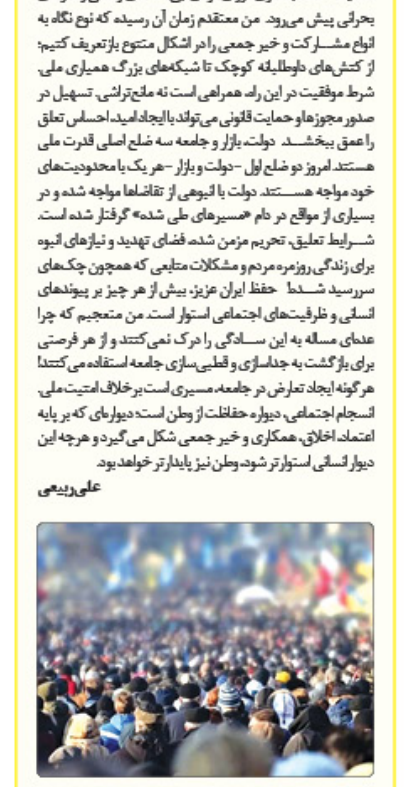 بحرانی پیش می‌رود. من معتقدم زمان آن رسیده که نوع نگاه به
انواع مشارکت و خیر جمعی را در اشکال متنوع بازتعریف کنیم؛
از کنش‌های داوطلبانه کوچک تا شبکه‌های بزرگ همیاری ملی.
شرط موفقیت در این راه، همراهی است نه مانع‌تراشی. تسهیل در
صدور مجوزها و حمایت قانونی می‌تواند با ایجاد امید، احساس تعلق
را عمق ببخشد. دولت، بازار و جامعه سه ضلع اصلی قدرت ملی
هستند. امروز دو ضلع اول -دولت و بازار- هر یک با محدودیت‌های
خود مواجه هستند. دولت با انبوهی از تقاضاها مواجه شده و در
بسیاری از مواقع در دام «مسیرهای طی شده» گرفتار شده است.
شرایط تعلیق، تحریم مزمن شده، فضای تهدید و نیازهای انبوه
برای زندگی روزمره مردم و مشکلات منابعی که همچون چک‌های
سررسید شده! حفظ ایران عزیز، بیش از هر چیز بر پیوندهای
انسانی و ظرفیت‌های اجتماعی استوار است. من متعجبم که چرا
عده‌ای مساله به این سادگی را درک نمی‌کنند و از هر فرصتی
برای بازگشت به جداسازی و قطبی‌سازی جامعه استفاده می‌کنند!
هر گونه ایجاد تعارض در جامعه، مسیری است برخلاف امنیت ملی.
انسجام اجتماعی، دیواره حفاظت از وطن است؛ دیواره‌ای که بر پایه
اعتماد، اخلاق، همکاری و خیر جمعی شکل می‌گیرد و هرچه این
دیوار انسانی استوارتر شود، وطن نیز پایدارتر خواهد بود.
علی ربیعی